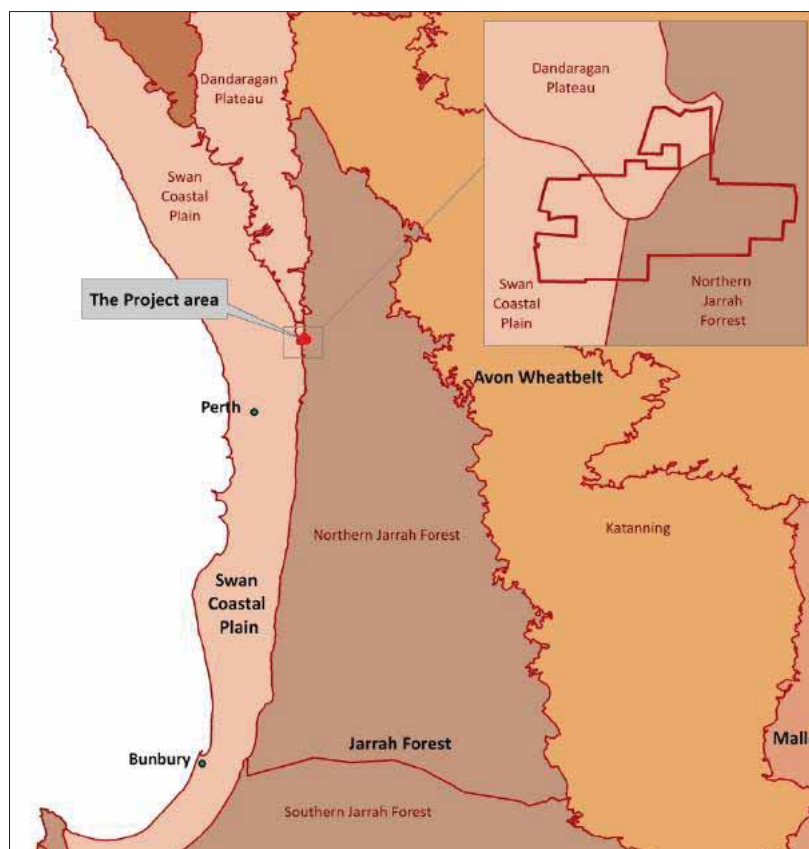 Dandaragan
Plateau
Swan
Coastal
Plain
The Project area
Perth
Swan
Coastal
Plain
Bunbury
Northern Jarrah Forest
Jarrah Forest
Southern Jarrah Forest
Avon Wheatbelt
Katanning
Mall
Dandaragan
Plateau
Swan
Coastal
Plain
Northern
Jarrah
Forrest